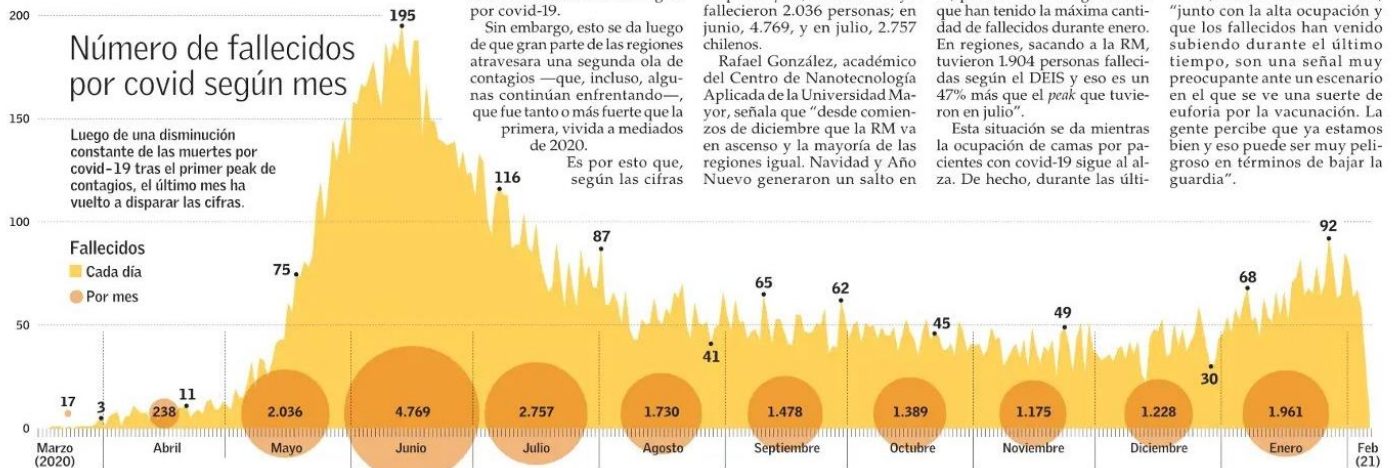 Número de fallecidos
por covid según mes
Luego de una disminución
constante de las muertes por
covid-19 tras el primer peak de
contagios, el último mes ha
vuelto a disparar las cifras.
Fallecidos
Cada día
Por mes
por covid-19.
Sin embargo, esto se da luego
de que gran parte de las regiones
atravesara una segunda ola de
contagios —que, incluso, algu-
nas continúan enfrentando—,
que fue tanto o más fuerte que la
primera, vivida a mediados
de 2020.
Es por esto que,
según las cifras
fallecieron 2.036 personas; en
junio, 4.769, y en julio, 2.757
chilenos.
Rafael González, académico
del Centro de Nanotecnología
Aplicada de la Universidad Ma-
yor, señala que “desde comien-
zos de diciembre que la RM va
en ascenso y la mayoría de las
regiones igual. Navidad y Año
Nuevo generaron un salto en
que han tenido la máxima canti-
dad de fallecidos durante enero.
En regiones, sacando a la RM,
tuvieron 1.904 personas falleci-
das según el DEIS y eso es un
47% más que el peak que tuvie-
ron en julio”.
Esta situación se da mientras
la ocupación de camas por pa-
cientes con covid-19 sigue al al-
za. De hecho, durante las últi-
“junto con la alta ocupación y
que los fallecidos han venido
subiendo durante el último
tiempo, son una señal muy
preocupante ante un escenario
en el que se ve una suerte de
euforia por la vacunación. La
gente percibe que ya estamos
bien y eso puede ser muy peli-
groso en términos de bajar la
guardia”.
200
150
100
50
0
195
116
75
87
65
62
41
45
49
30
68
92
17
3
11
238
2.036
4.769
2.757
1.730
1.478
1.389
1.175
1.228
1.961
Marzo
(2020)
Abril
Mayo
Junio
Julio
Agosto
Septiembre
Octubre
Noviembre
Diciembre
Enero
Feb
(21)